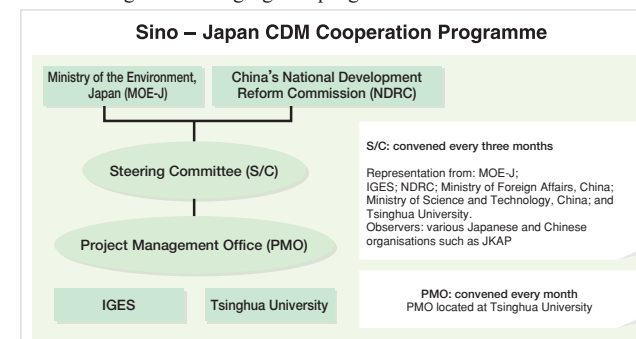 Sino – Japan CDM Cooperation Programme
Ministry of the Environment,
Japan (MOE-J)
China's National Development
Reform Commission (NDRC)
Steering Committee (S/C)
Project Management Office (PMO)
IGES
Tsinghua University
S/C: convened every three months
Representation from: MOE-J;
IGES; NDRC; Ministry of Foreign Affairs, China;
Ministry of Science and Technology, China; and
Tsinghua University.
Observers: various Japanese and Chinese
organisations such as JKAP
PMO: convened every month
PMO located at Tsinghua University